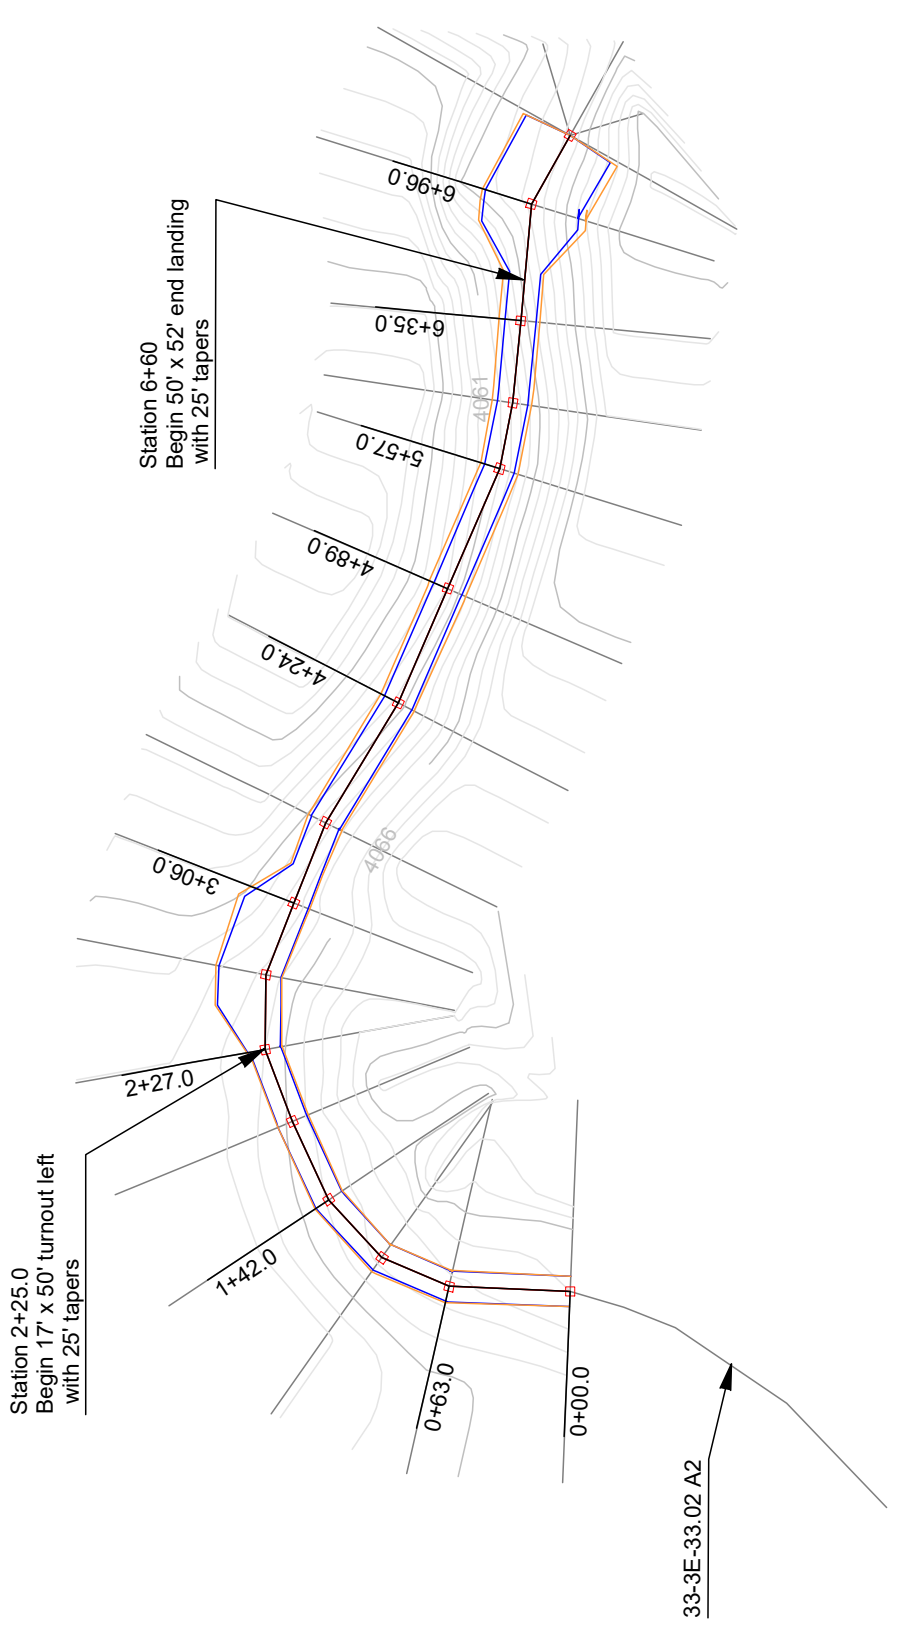 Station 6+60
Begin 50' x 52' end landing
with 25' tapers
6+96.0
6+35.0
4061
5+57.0
4+89.0
4+24.0
4066
3+06.0
2+27.0
Station 2+25.0
Begin 17' x 50' turnout left
with 25' tapers
1+42.0
0+63.0
0+00.0
33-3E-33.02 A2